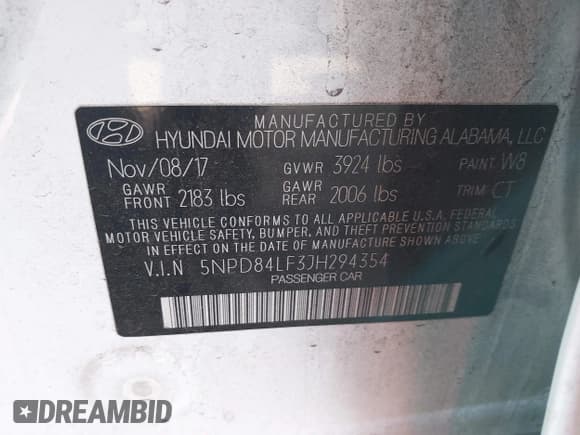 MANUFACTURED BY
HYUNDAI MOTOR MANUFACTURING ALABAMA, LLC
Nov/08/17 GVWR 3924 lbs PAINT W8
GAWR FRONT 2183 lbs GAWR REAR 2006 lbs TRIM CT
THIS VEHICLE CONFORMS TO ALL APPLICABLE U.S.A. FEDERAL
MOTOR VEHICLE SAFETY, BUMPER, AND THEFT PREVENTION
STANDARDS IN EFFECT ON THE DATE OF MANUFACTURE SHOWN ABOVE.
V.I.N 5NPD84LF3JH294354
PASSENGER CAR
DREAMBID